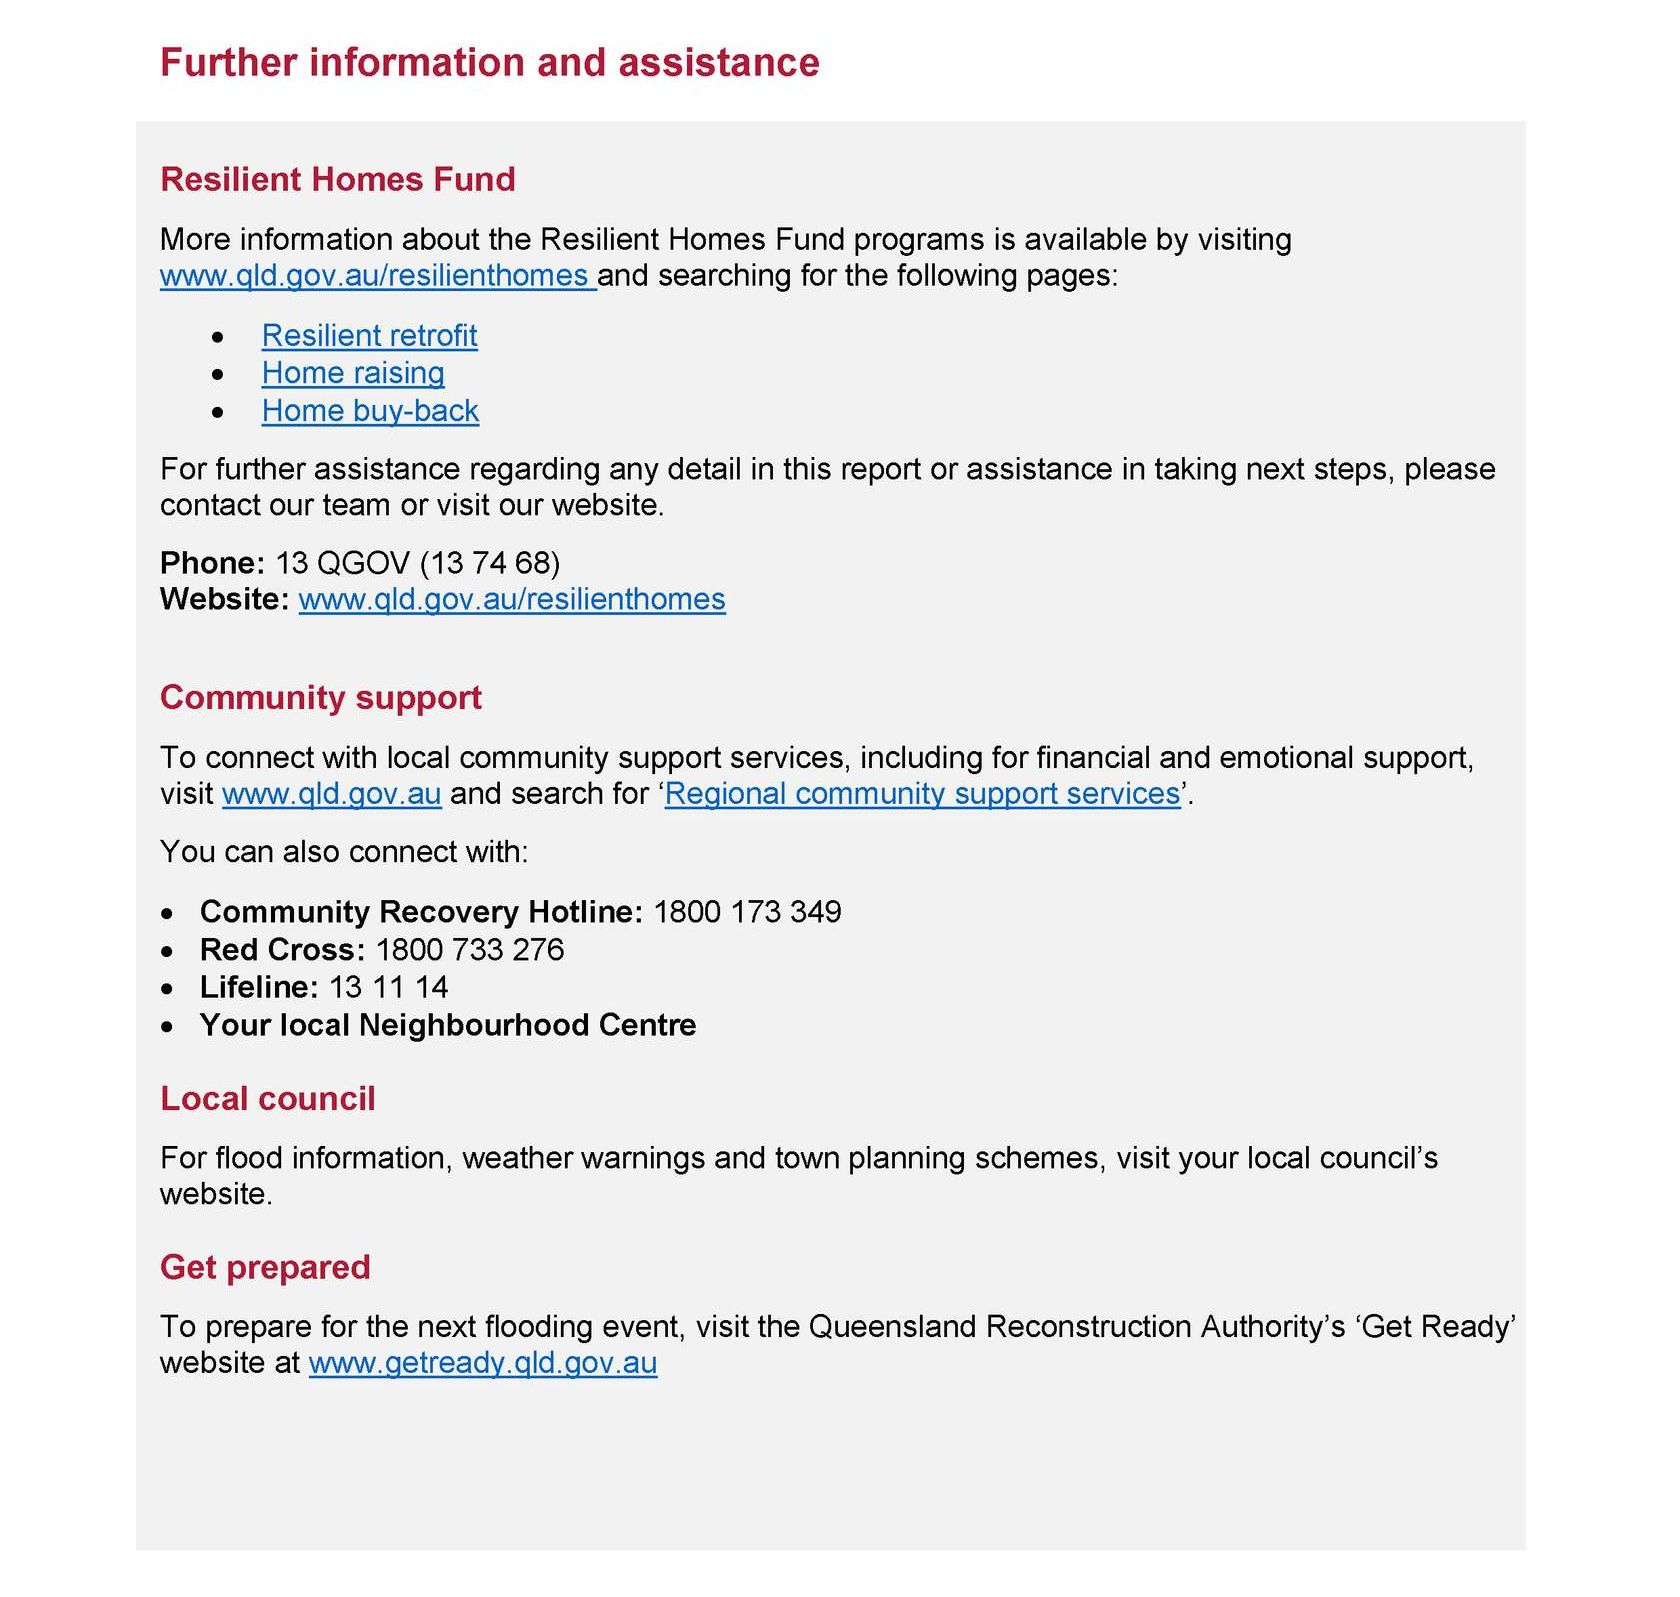 Further information and assistance
Resilient Homes Fund
More information about the Resilient Homes Fund programs is available by visiting
www.qld.gov.au/resilienthomes and searching for the following pages:
• Resilient retrofit
• Home raising
• Home buy-back
For further assistance regarding any detail in this report or assistance in taking next steps, please
contact our team or visit our website.
Phone: 13 QGOV (13 74 68)
Website: www.qld.gov.au/resilienthomes
Community support
To connect with local community support services, including for financial and emotional support,
visit www.qld.gov.au and search for ‘Regional community support services’.
You can also connect with:
• Community Recovery Hotline: 1800 173 349
• Red Cross: 1800 733 276
• Lifeline: 13 11 14
• Your local Neighbourhood Centre
Local council
For flood information, weather warnings and town planning schemes, visit your local council’s
website.
Get prepared
To prepare for the next flooding event, visit the Queensland Reconstruction Authority’s ‘Get Ready’
website at www.getready.qld.gov.au